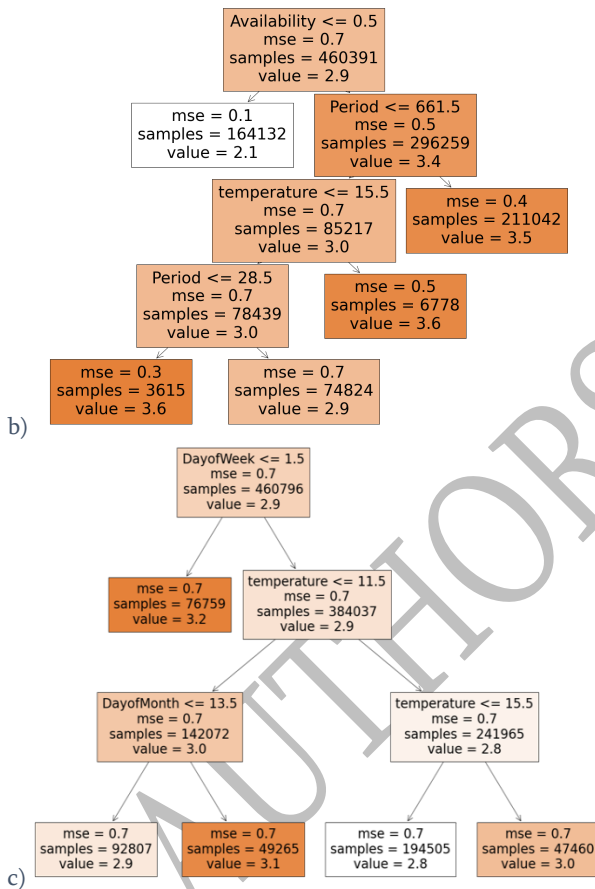 Availability <= 0.5
mse = 0.7
samples = 460391
value = 2.9
mse = 0.1
samples = 164132
value = 2.1
Period <= 661.5
mse = 0.5
samples = 296259
value = 3.4
temperature <= 15.5
mse = 0.7
samples = 85217
value = 3.0
mse = 0.4
samples = 211042
value = 3.5
Period <= 28.5
mse = 0.7
samples = 78439
value = 3.0
mse = 0.5
samples = 6778
value = 3.6
mse = 0.3
samples = 3615
value = 3.6
mse = 0.7
samples = 74824
value = 2.9
b)
DayofWeek <= 1.5
mse = 0.7
samples = 460796
value = 2.9
mse = 0.7
samples = 76759
value = 3.2
temperature <= 11.5
mse = 0.7
samples = 384037
value = 2.9
DayofMonth <= 13.5
mse = 0.7
samples = 142072
value = 3.0
temperature <= 15.5
mse = 0.7
samples = 241965
value = 2.8
mse = 0.7
samples = 92807
value = 2.9
mse = 0.7
samples = 49265
value = 3.1
mse = 0.7
samples = 194505
value = 2.8
mse = 0.7
samples = 47460
value = 3.0
c)
AUTHORS